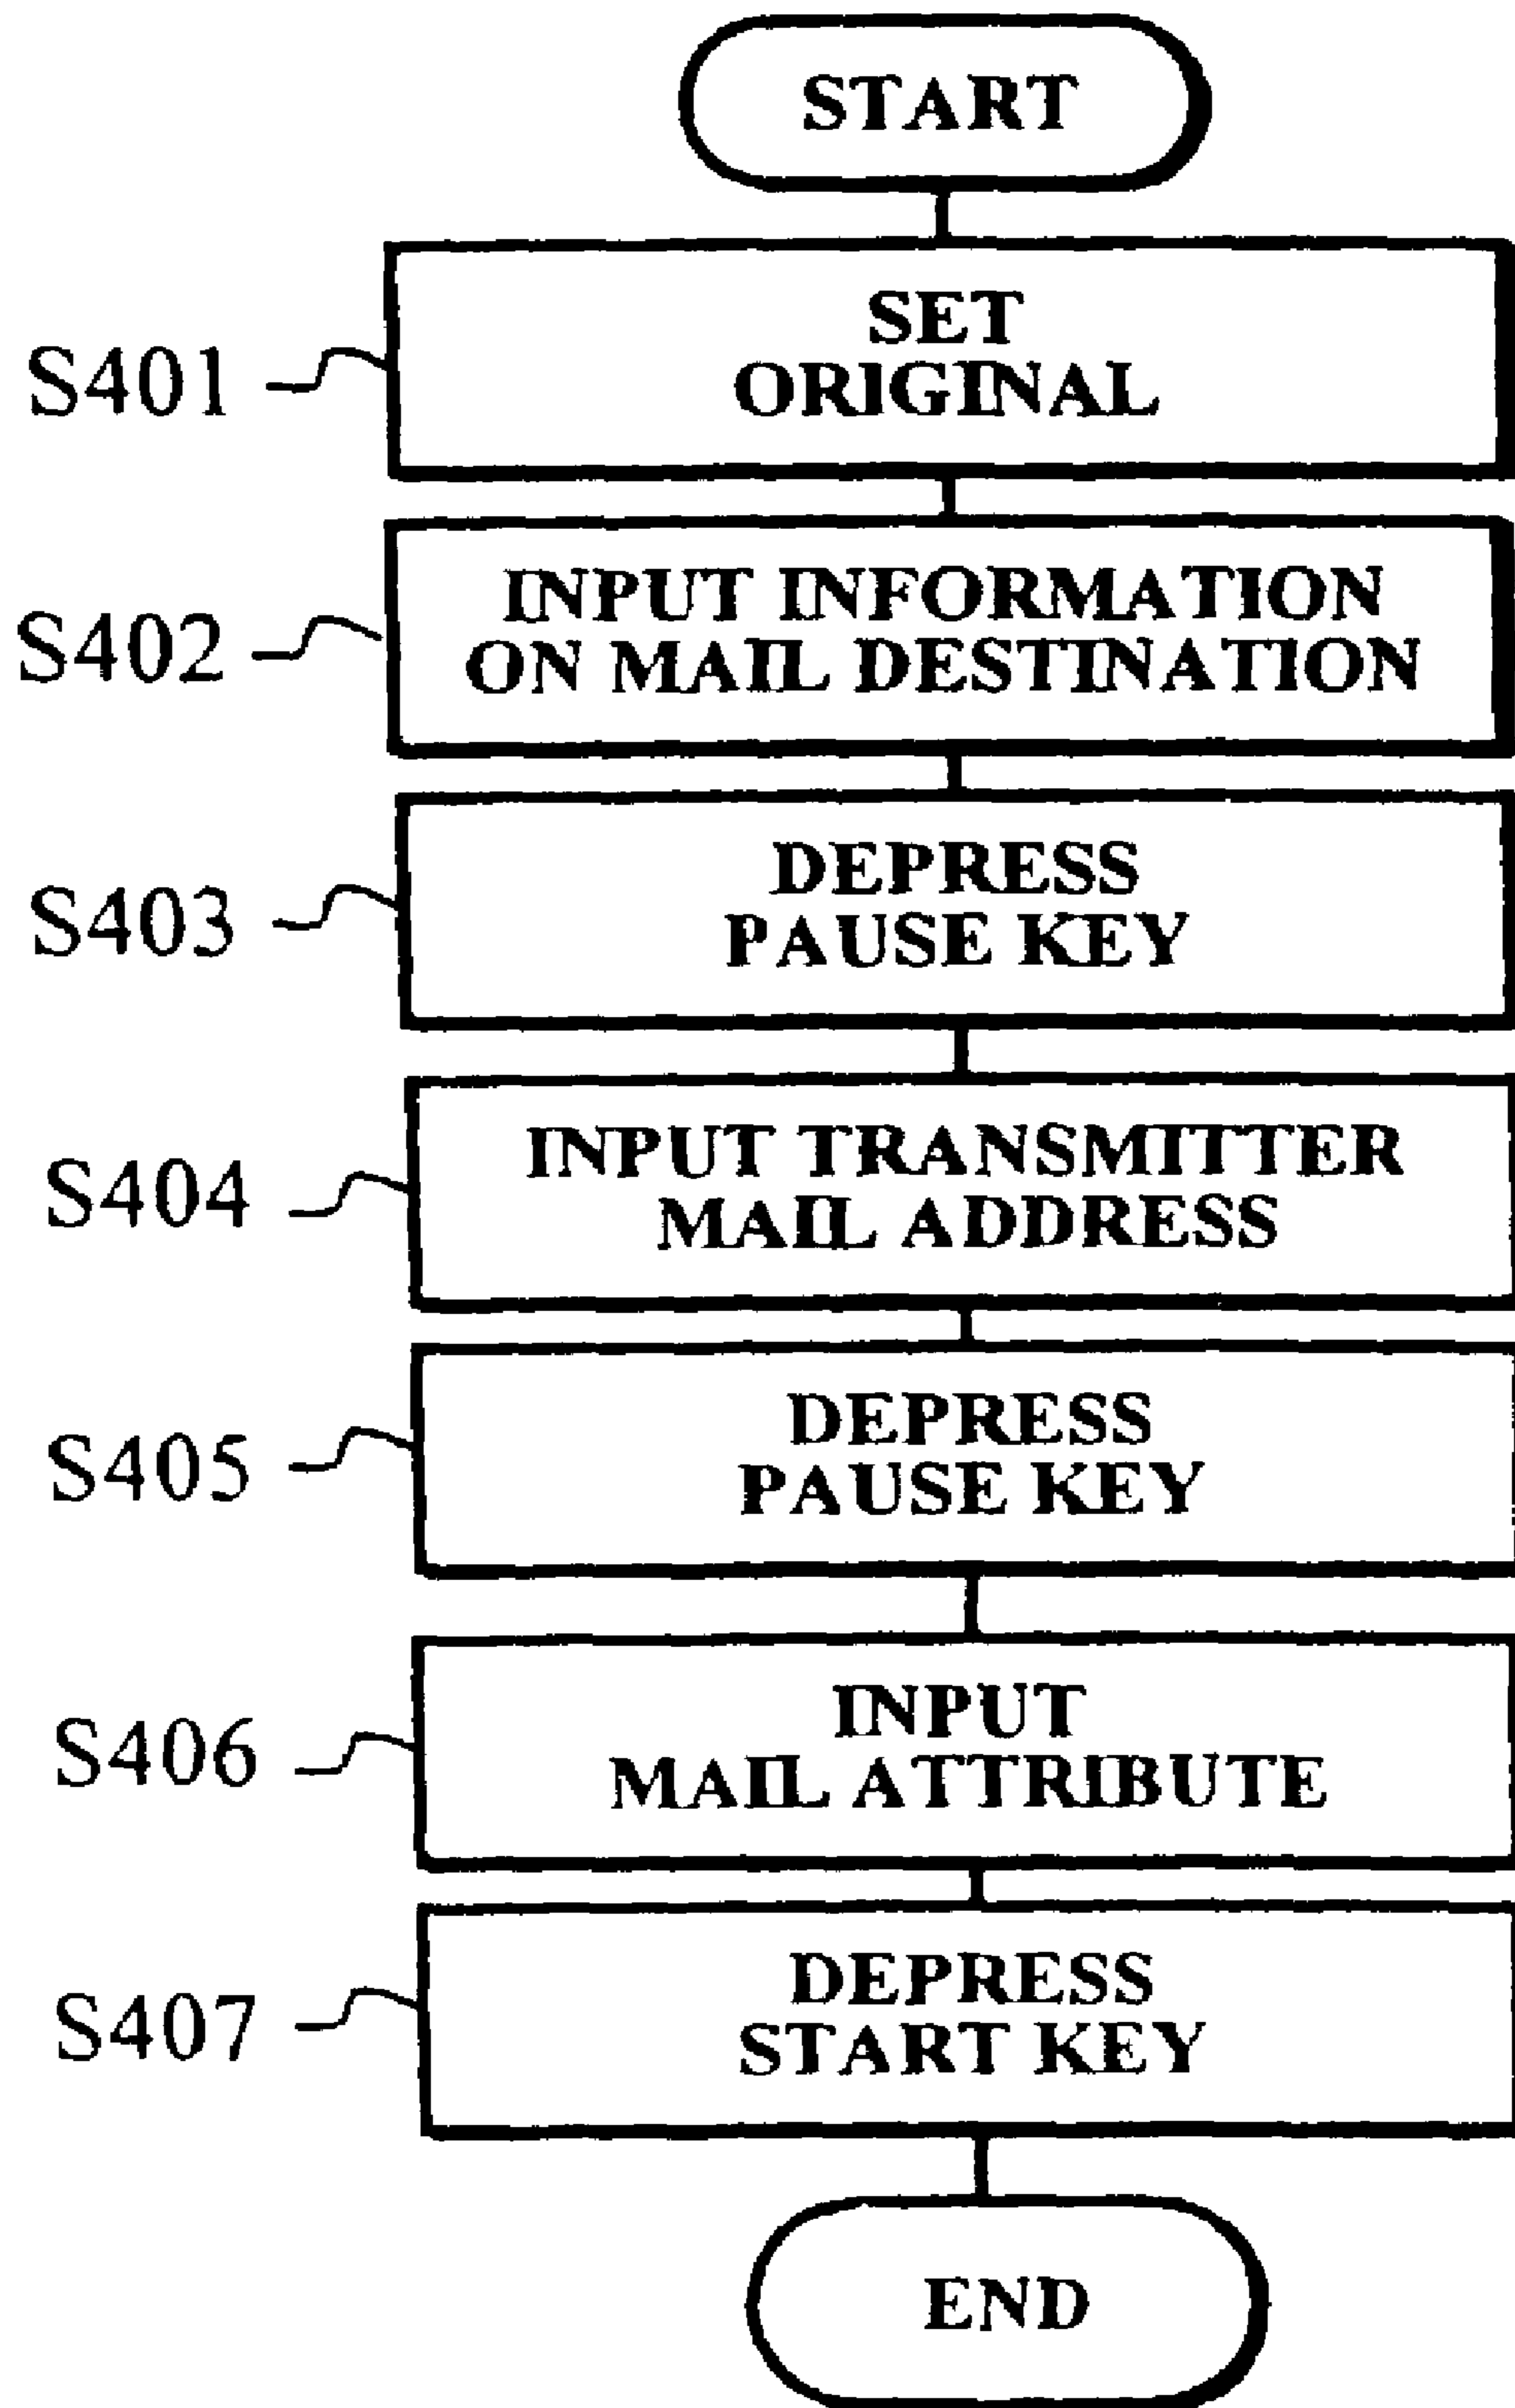 START
S401
SET
ORIGINAL
S402
INPUT INFORMATION
ON MAIL DESTINATION
S403
DEPRESS
PAUSE KEY
S404
INPUT TRANSMITTER
MAIL ADDRESS
S405
DEPRESS
PAUSE KEY
S406
INPUT
MAIL ATTRIBUTE
S407
DEPRESS
START KEY
END